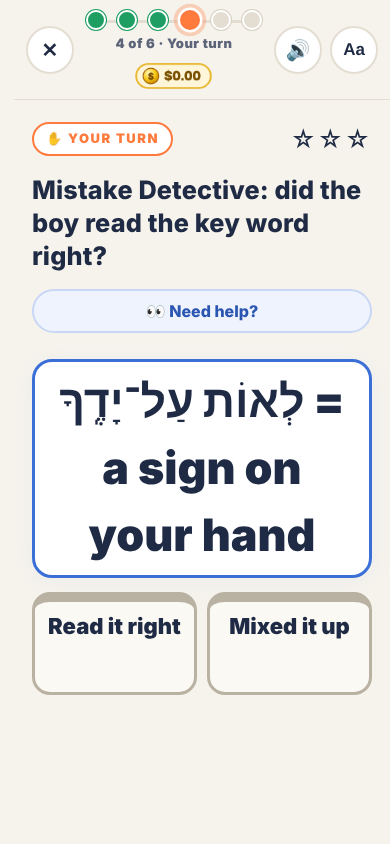 ✕
4 of 6 · Your turn
$ $0.00
🔊
Aa
✋ YOUR TURN
☆☆☆
Mistake Detective: did the
boy read the key word
right?
👀 Need help?
לְאוֹת עַל־יָדֶךָ =
a sign on
your hand
Read it right
Mixed it up